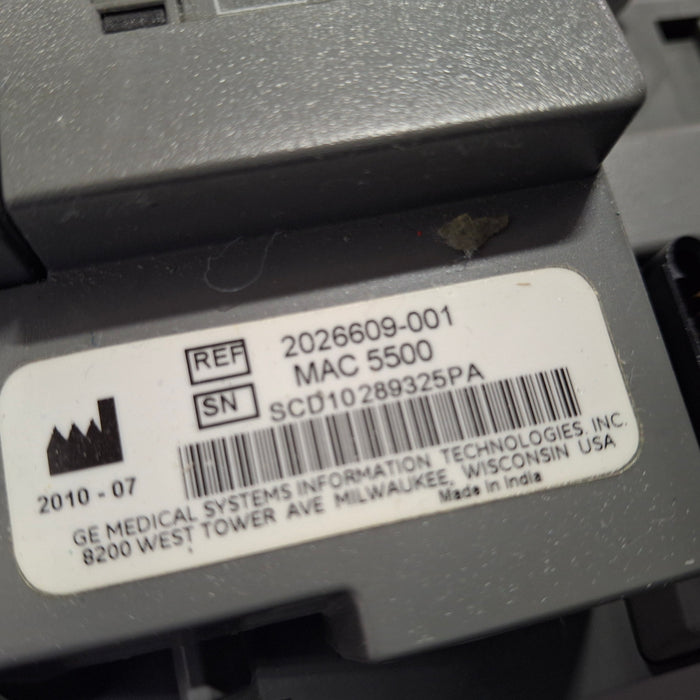 REF 2026609-001
MAC 5500
SN SCD10289325PA
2010-07
GE MEDICAL SYSTEMS INFORMATION TECHNOLOGIES, INC.
8200 WEST TOWER AVE MILWAUKEE, WISCONSIN USA
Made in India